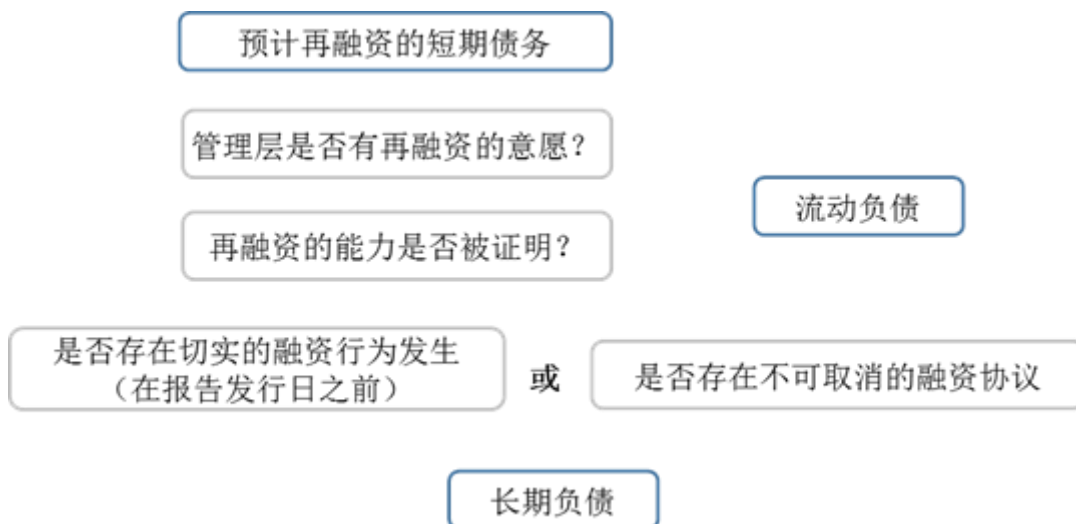 预计再融资的短期债务
管理层是否有再融资的意愿？
流动负债
再融资的能力是否被证明？
是否存在切实的融资行为发生
（在报告发行日之前）
或
是否存在不可取消的融资协议
长期负债